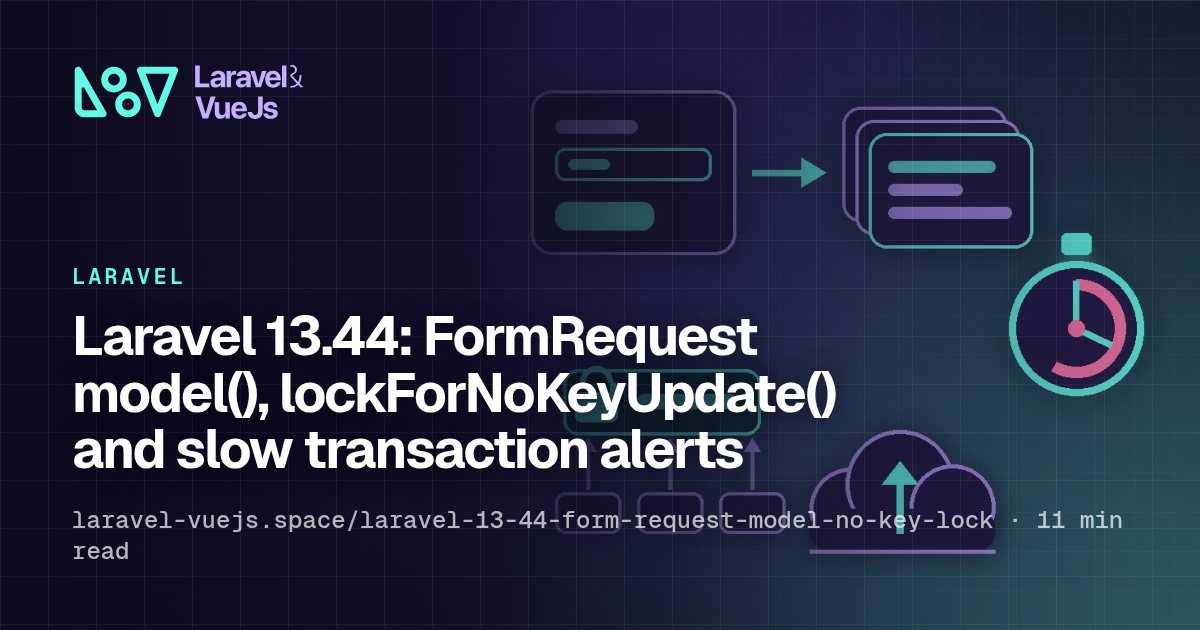 Laravel&
VueJs
LARAVEL
Laravel 13.44: FormRequest
model(), lockForNoKeyUpdate()
and slow transaction alerts
laravel-vuejs.space/laravel-13-44-form-request-model-no-key-lock · 11 min
read